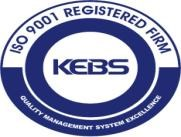 ISO 9001 REGISTERED FIRM
KEBS
QUALITY MANAGEMENT SYSTEM EXCELLENCE